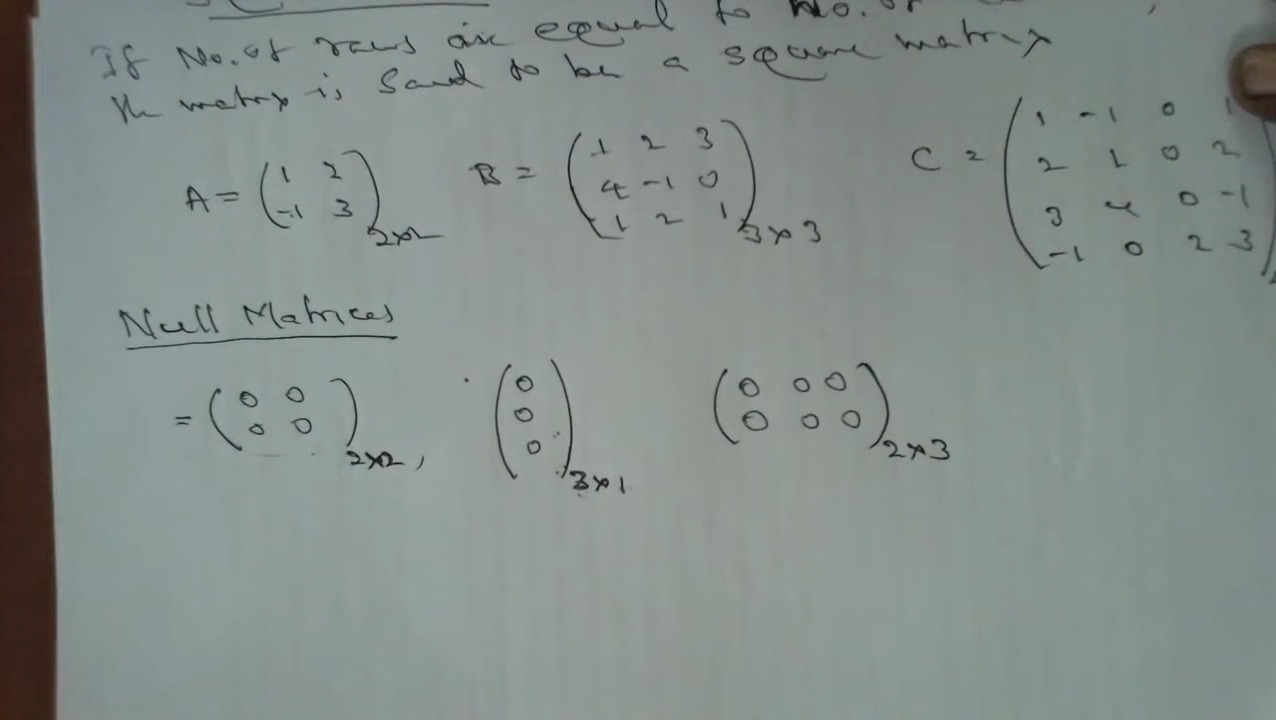 If No. of rows are equal to No. of
the matrix is said to be a square matrix
A = ( 1 2 ) B = ( 1 2 3 ) C = ( 1 -1 0 1
-1 3 4 -1 0 2 1 0 2
2×2 1 2 1 3×3 3 4 0 -1
-1 0 2 3
Null Matrices
= ( 0 0 ) ( 0 ) ( 0 0 0 )
0 0 0 0 0 0
2×2, 0 3×1 2×3